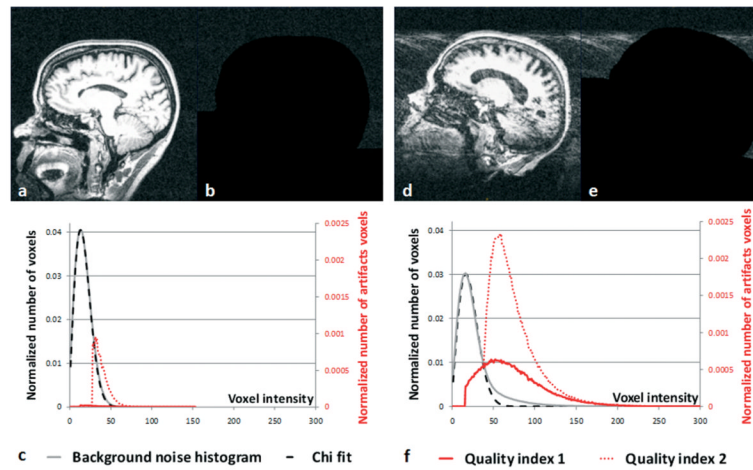 a
b
d
e
Normalized number of voxels
0.04
0.03
0.02
0.01
0
0.0025
0.002
0.0015
0.001
0.0005
0
Normalized number of artifacts voxels
Voxel intensity
0 50 100 150 200 250 300
Normalized number of voxels
0.04
0.03
0.02
0.01
0
0.0025
0.002
0.0015
0.001
0.0005
0
Normalized number of artifacts voxels
Voxel intensity
0 50 100 150 200 250 300
c Background noise histogram Chi fit
f Quality index 1 Quality index 2